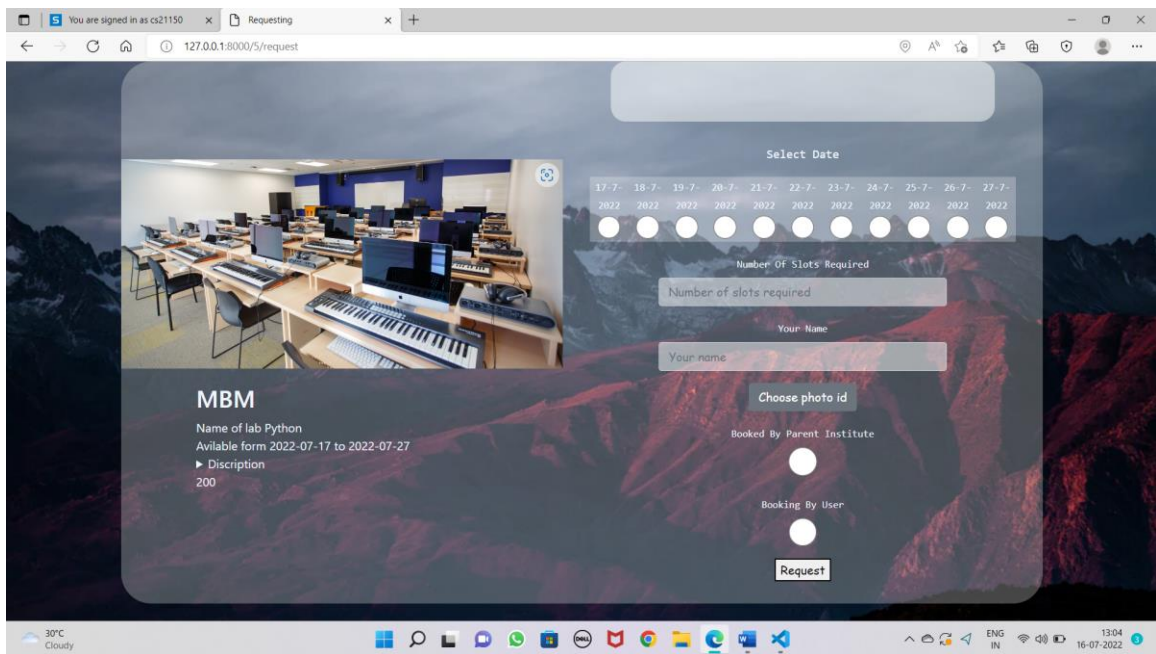 You are signed in as cs21150
Requesting
127.0.0.1:8000/5/request
Select Date
17-7-2022 18-7-2022 19-7-2022 20-7-2022 21-7-2022 22-7-2022 23-7-2022 24-7-2022 25-7-2022 26-7-2022 27-7-2022
Number Of Slots Required
Number of slots required
Your Name
Your name
Choose photo id
Booked By Parent Institute
Booking By User
Request
MBM
Name of lab Python
Avilable form 2022-07-17 to 2022-07-27
▶ Discription
200
30°C
Cloudy
DELL
ENG
IN
13:04
16-07-2022
3